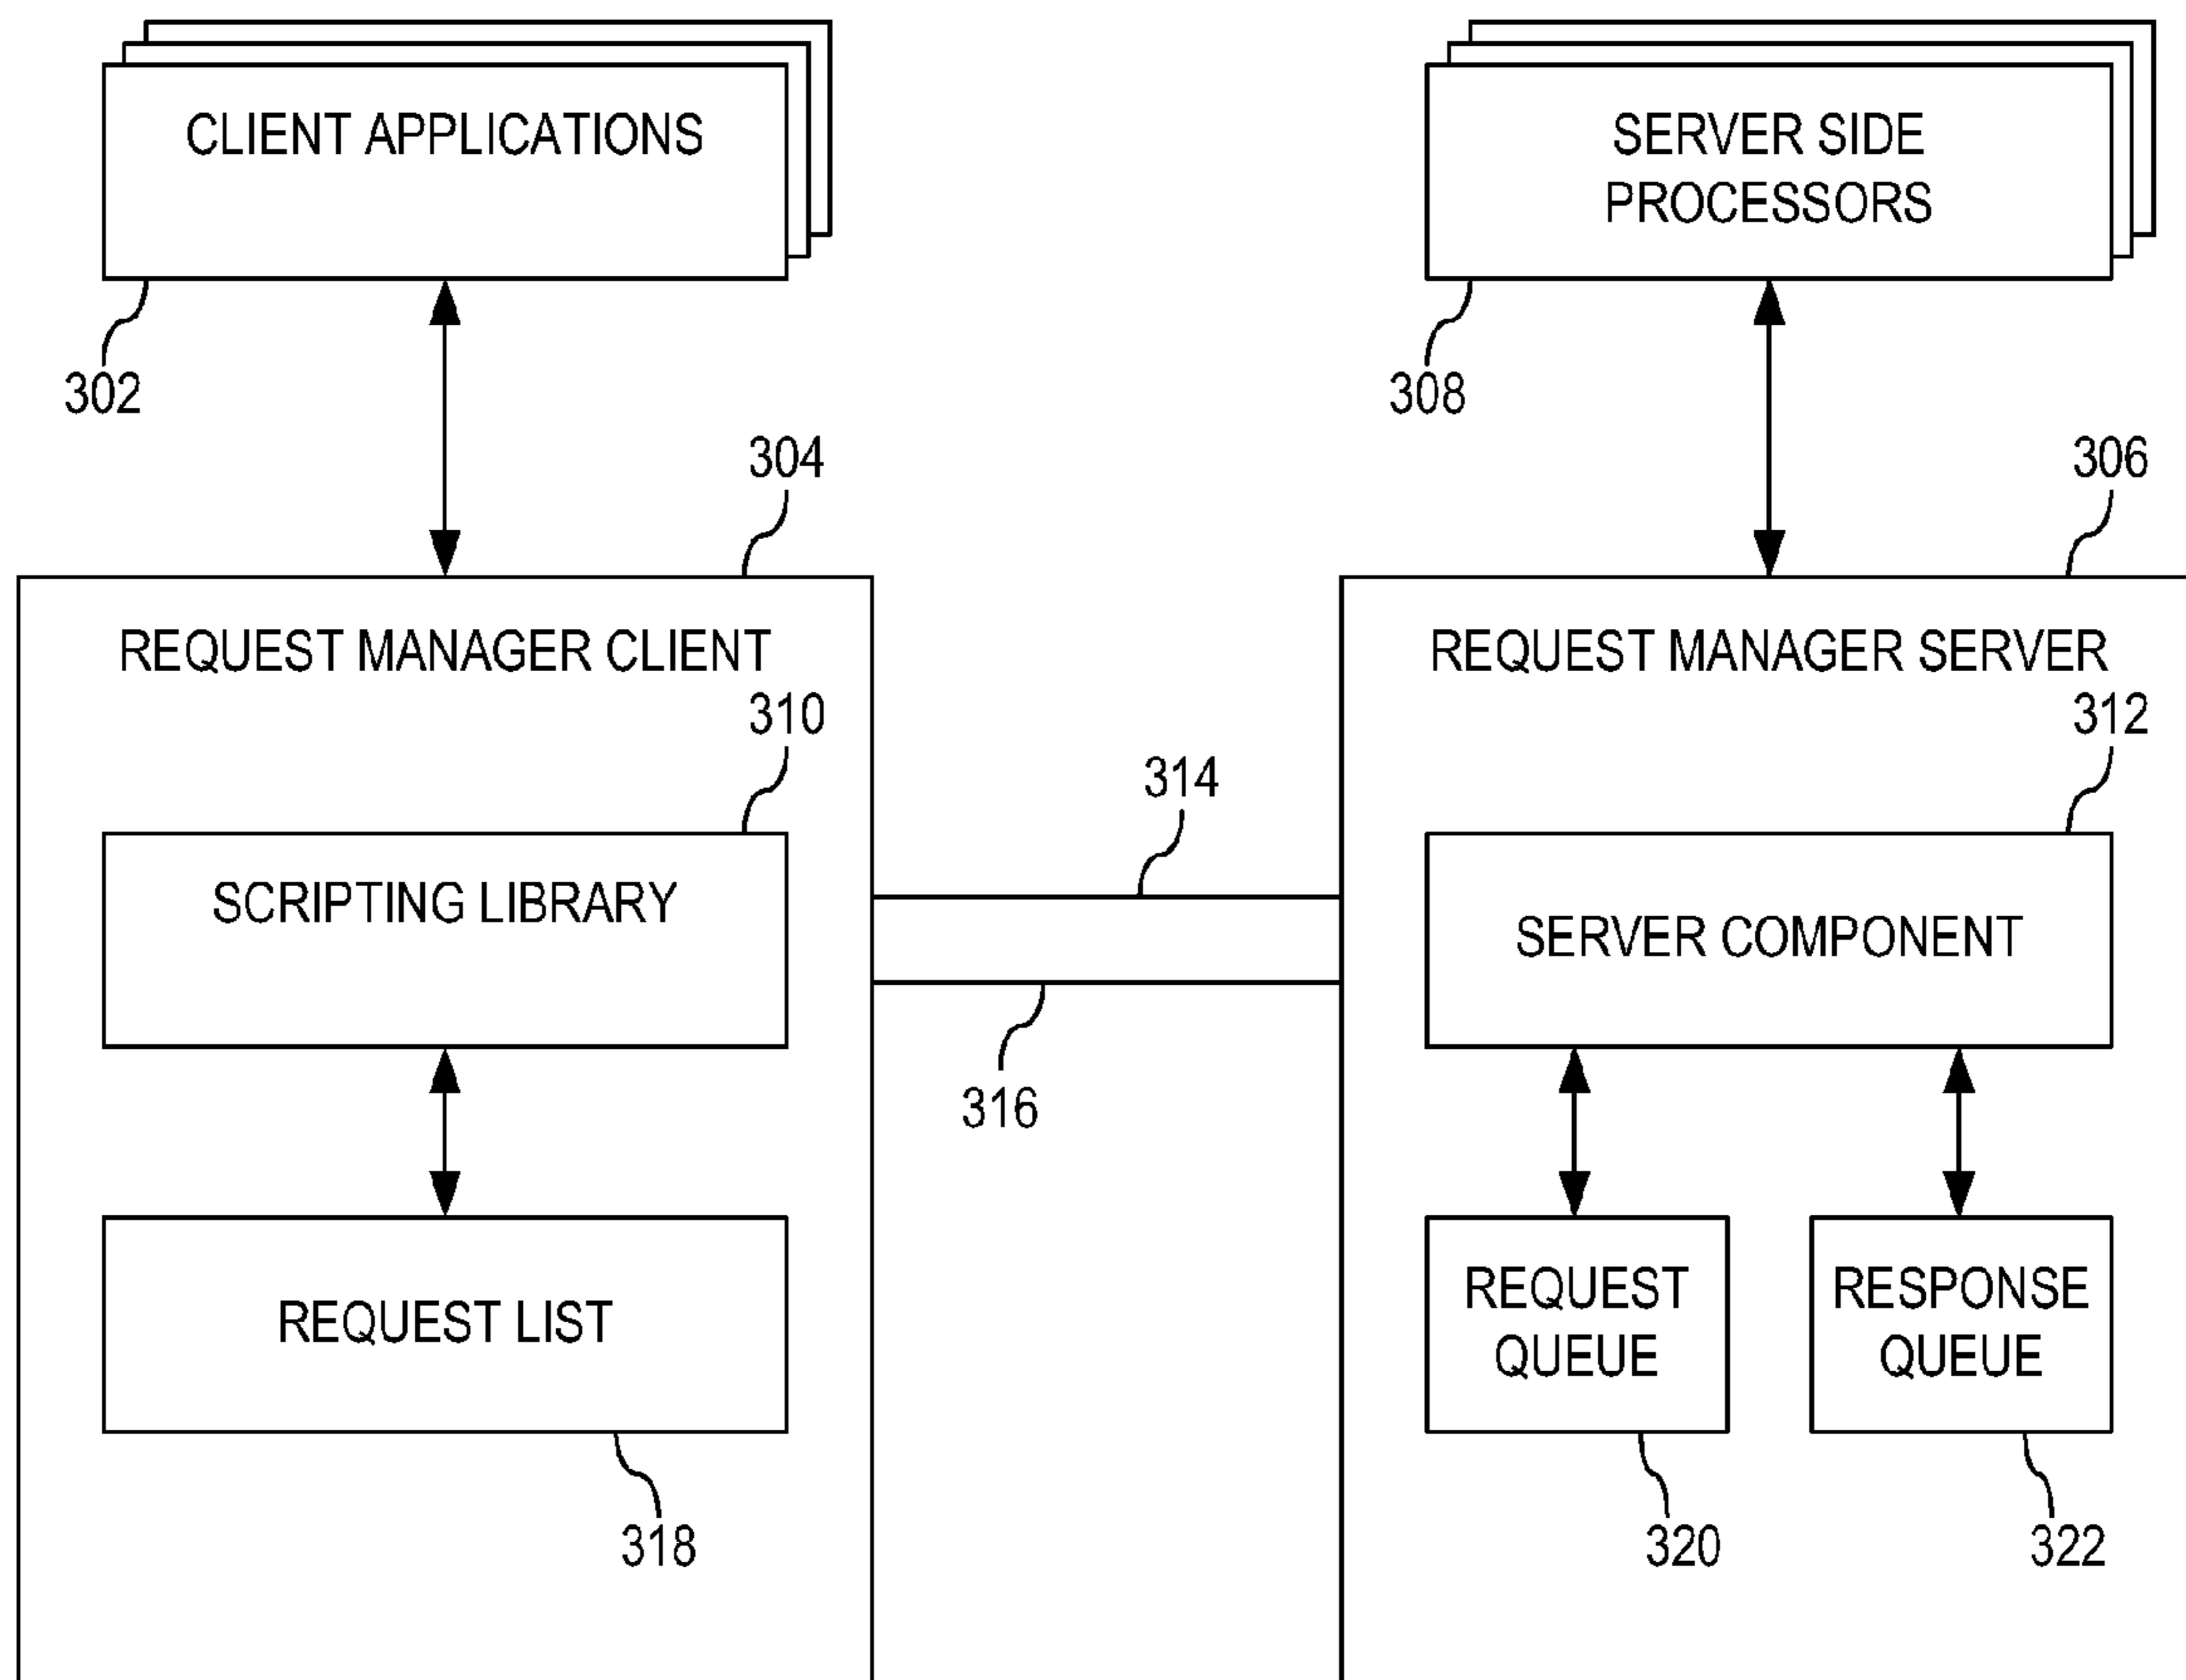 CLIENT APPLICATIONS
SERVER SIDE
PROCESSORS
302
308
304
306
REQUEST MANAGER CLIENT
REQUEST MANAGER SERVER
310
312
314
SCRIPTING LIBRARY
SERVER COMPONENT
316
REQUEST LIST
REQUEST
QUEUE
RESPONSE
QUEUE
318
320
322